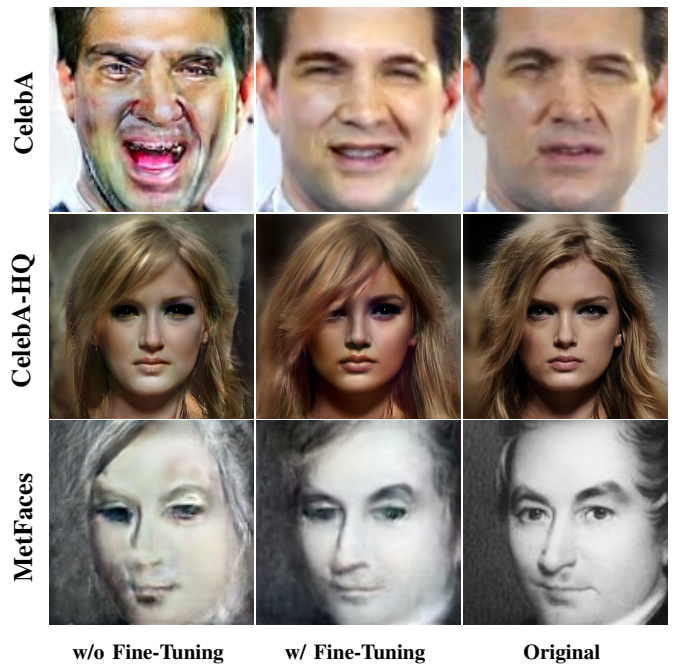 CelebA
CelebA-HQ
MetFaces
w/o Fine-Tuning
w/ Fine-Tuning
Original